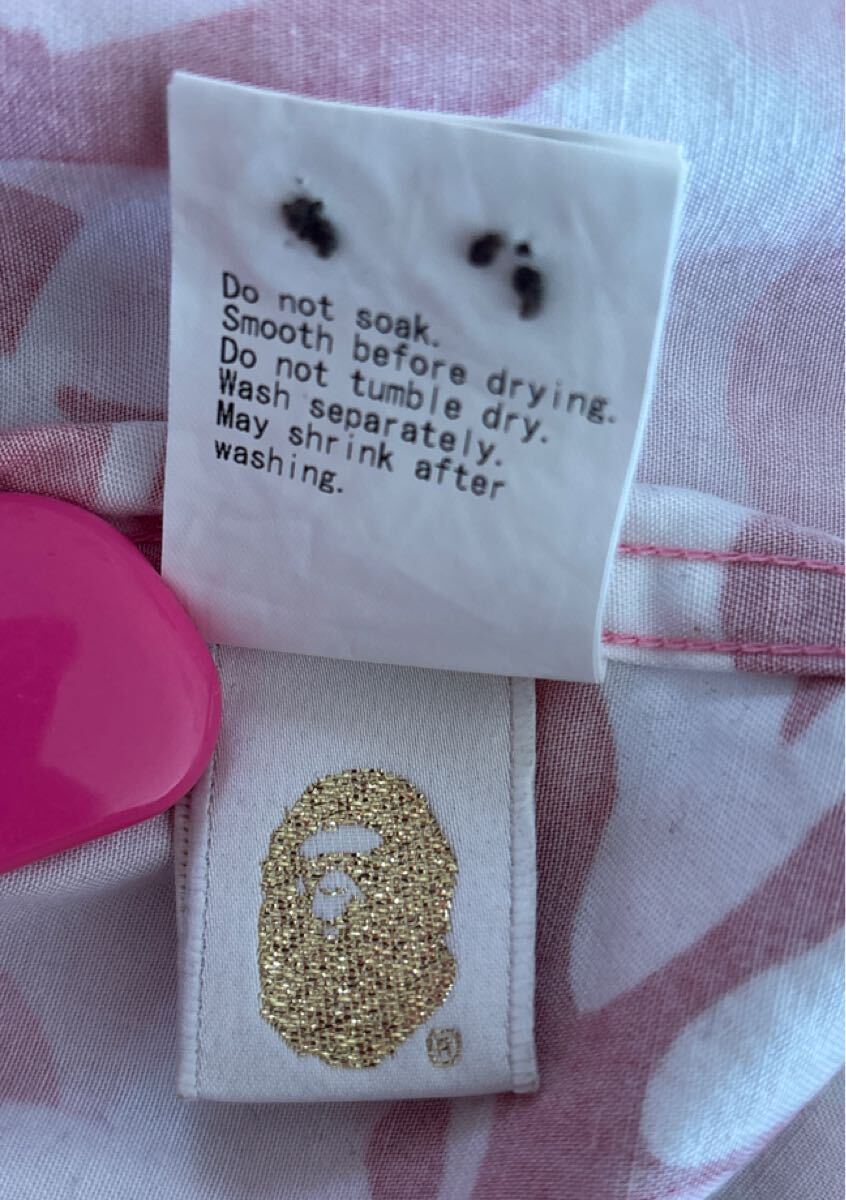 Do not soak.
Smooth before drying.
Do not tumble dry.
Wash separately.
May shrink after
washing.
®